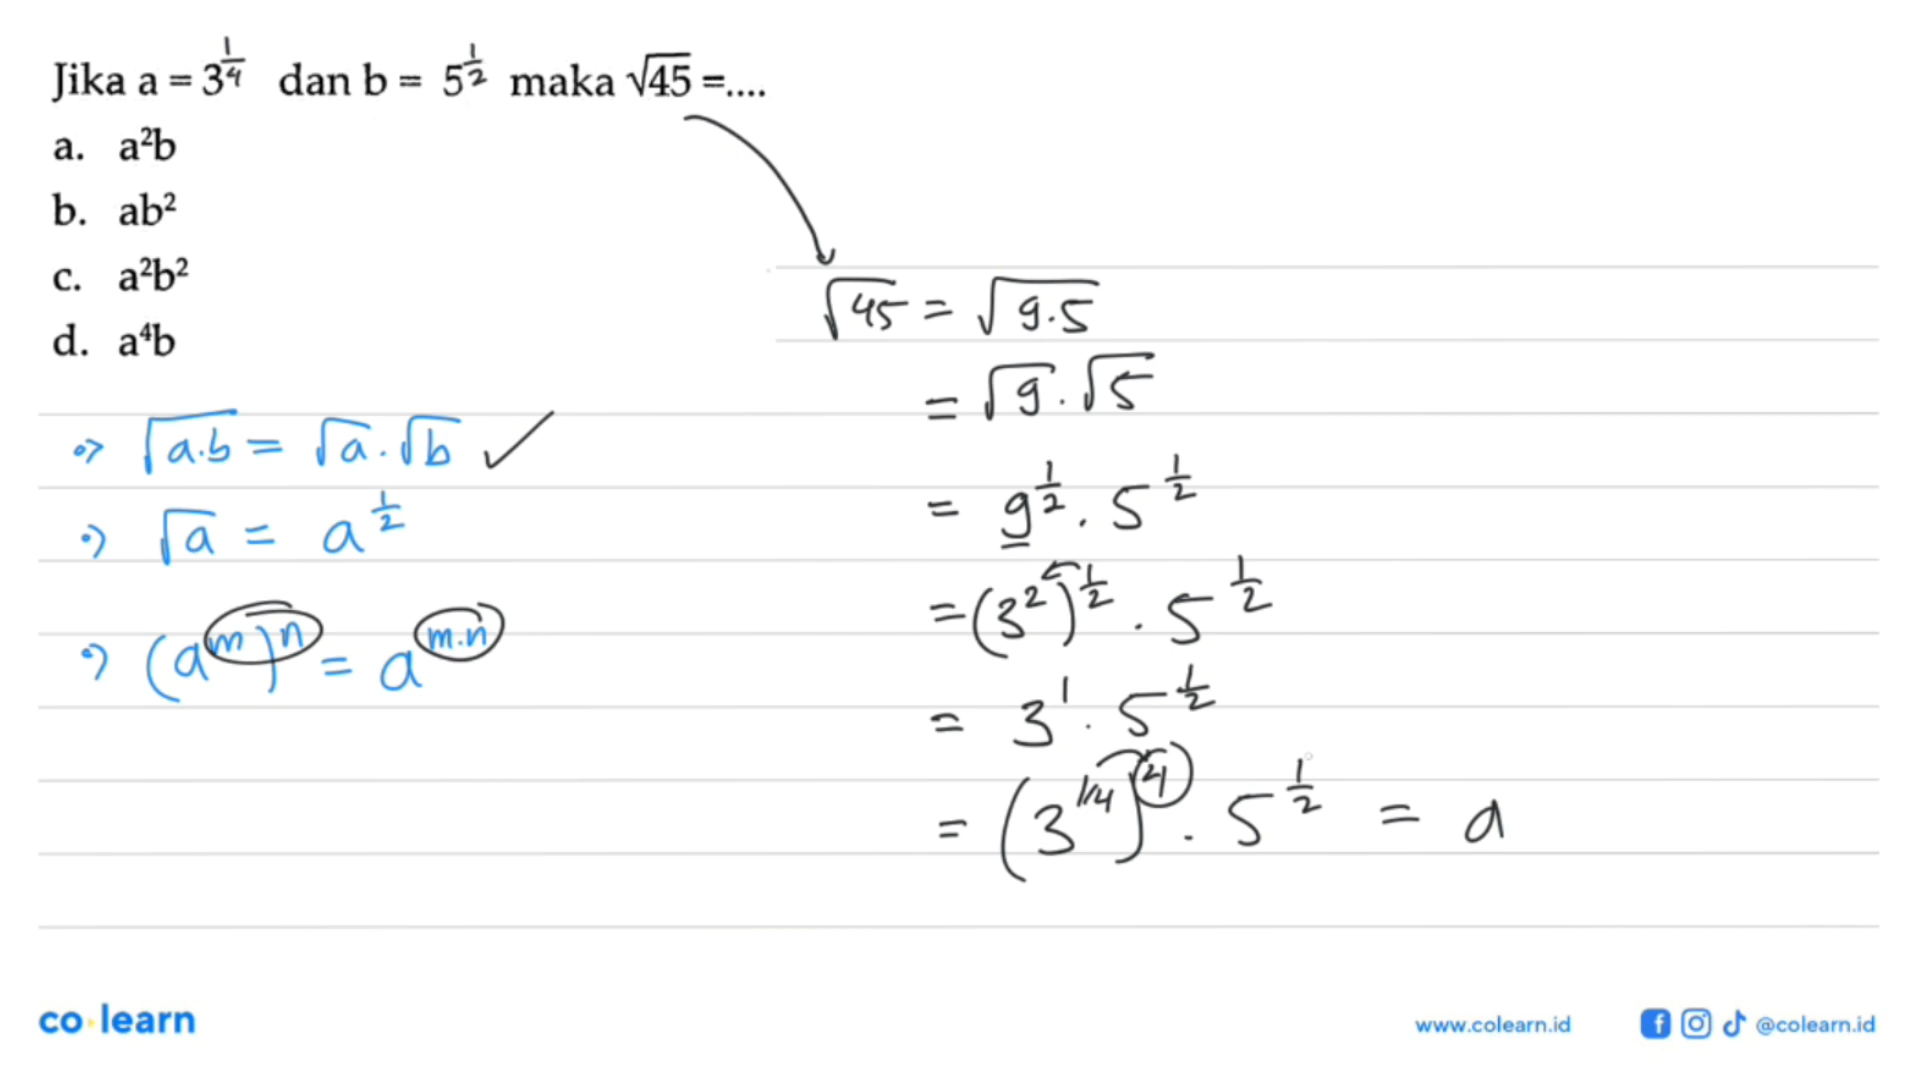 Jika a = 3^(1/4) dan b = 5^(1/2) maka √45 =....
a. a²b
b. ab²
c. a²b²
d. a⁴b
√(a.b) = √a . √b ✓
√a = a^(1/2)
(a^m)^n = a^(m.n)
√45 = √(9.5)
= √9 . √5
= 9^(1/2) . 5^(1/2)
= (3²)^(1/2) . 5^(1/2)
= 3¹ . 5^(1/2)
= (3^(1/4))^4 . 5^(1/2) = a
co learn
www.colearn.id
@colearn.id